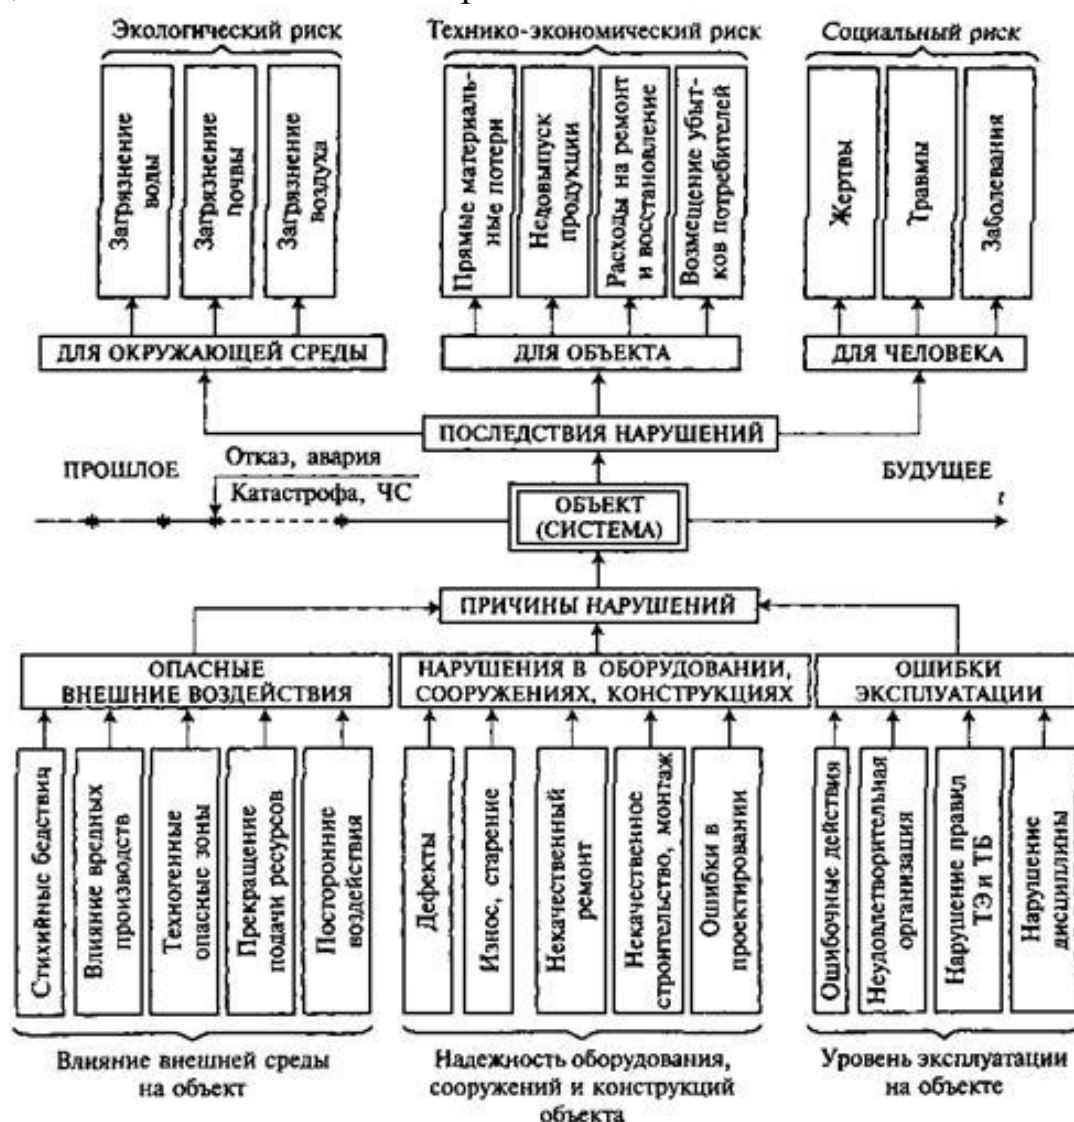 Экологический риск
Технико-экономический риск
Социальный риск
Загрязнение
воды
Загрязнение
почвы
Загрязнение
воздуха
Прямые материаль-
ные потери
Недовыпуск
продукции
Расходы на ремонт
и восстановление
Возмещение убыт-
ков потребителей
Жертвы
Травмы
Заболевания
ДЛЯ ОКРУЖАЮЩЕЙ СРЕДЫ
ДЛЯ ОБЪЕКТА
ДЛЯ ЧЕЛОВЕКА
ПОСЛЕДСТВИЯ НАРУШЕНИЙ
ПРОШЛОЕ
Отказ, авария
Катастрофа, ЧС
БУДУЩЕЕ
t
ОБЪЕКТ
(СИСТЕМА)
ПРИЧИНЫ НАРУШЕНИЙ
ОПАСНЫЕ
ВНЕШНИЕ ВОЗДЕЙСТВИЯ
НАРУШЕНИЯ В ОБОРУДОВАНИИ,
СООРУЖЕНИЯХ, КОНСТРУКЦИЯХ
ОШИБКИ
ЭКСПЛУАТАЦИИ
Стихийные бедствия
Влияние вредных
производств
Техногенные
опасные зоны
Прекращение
подачи ресурсов
Посторонние
воздействия
Дефекты
Износ, старение
Некачественный
ремонт
Некачественное
строительство, монтаж
Ошибки в
проектировании
Ошибочные действия
Неудовлетворительная
организация
Нарушение правил
ТЭ и ТБ
Нарушение
дисциплины
Влияние внешней среды
на объект
Надежность оборудования,
сооружений и конструкций
объекта
Уровень эксплуатации
на объекте